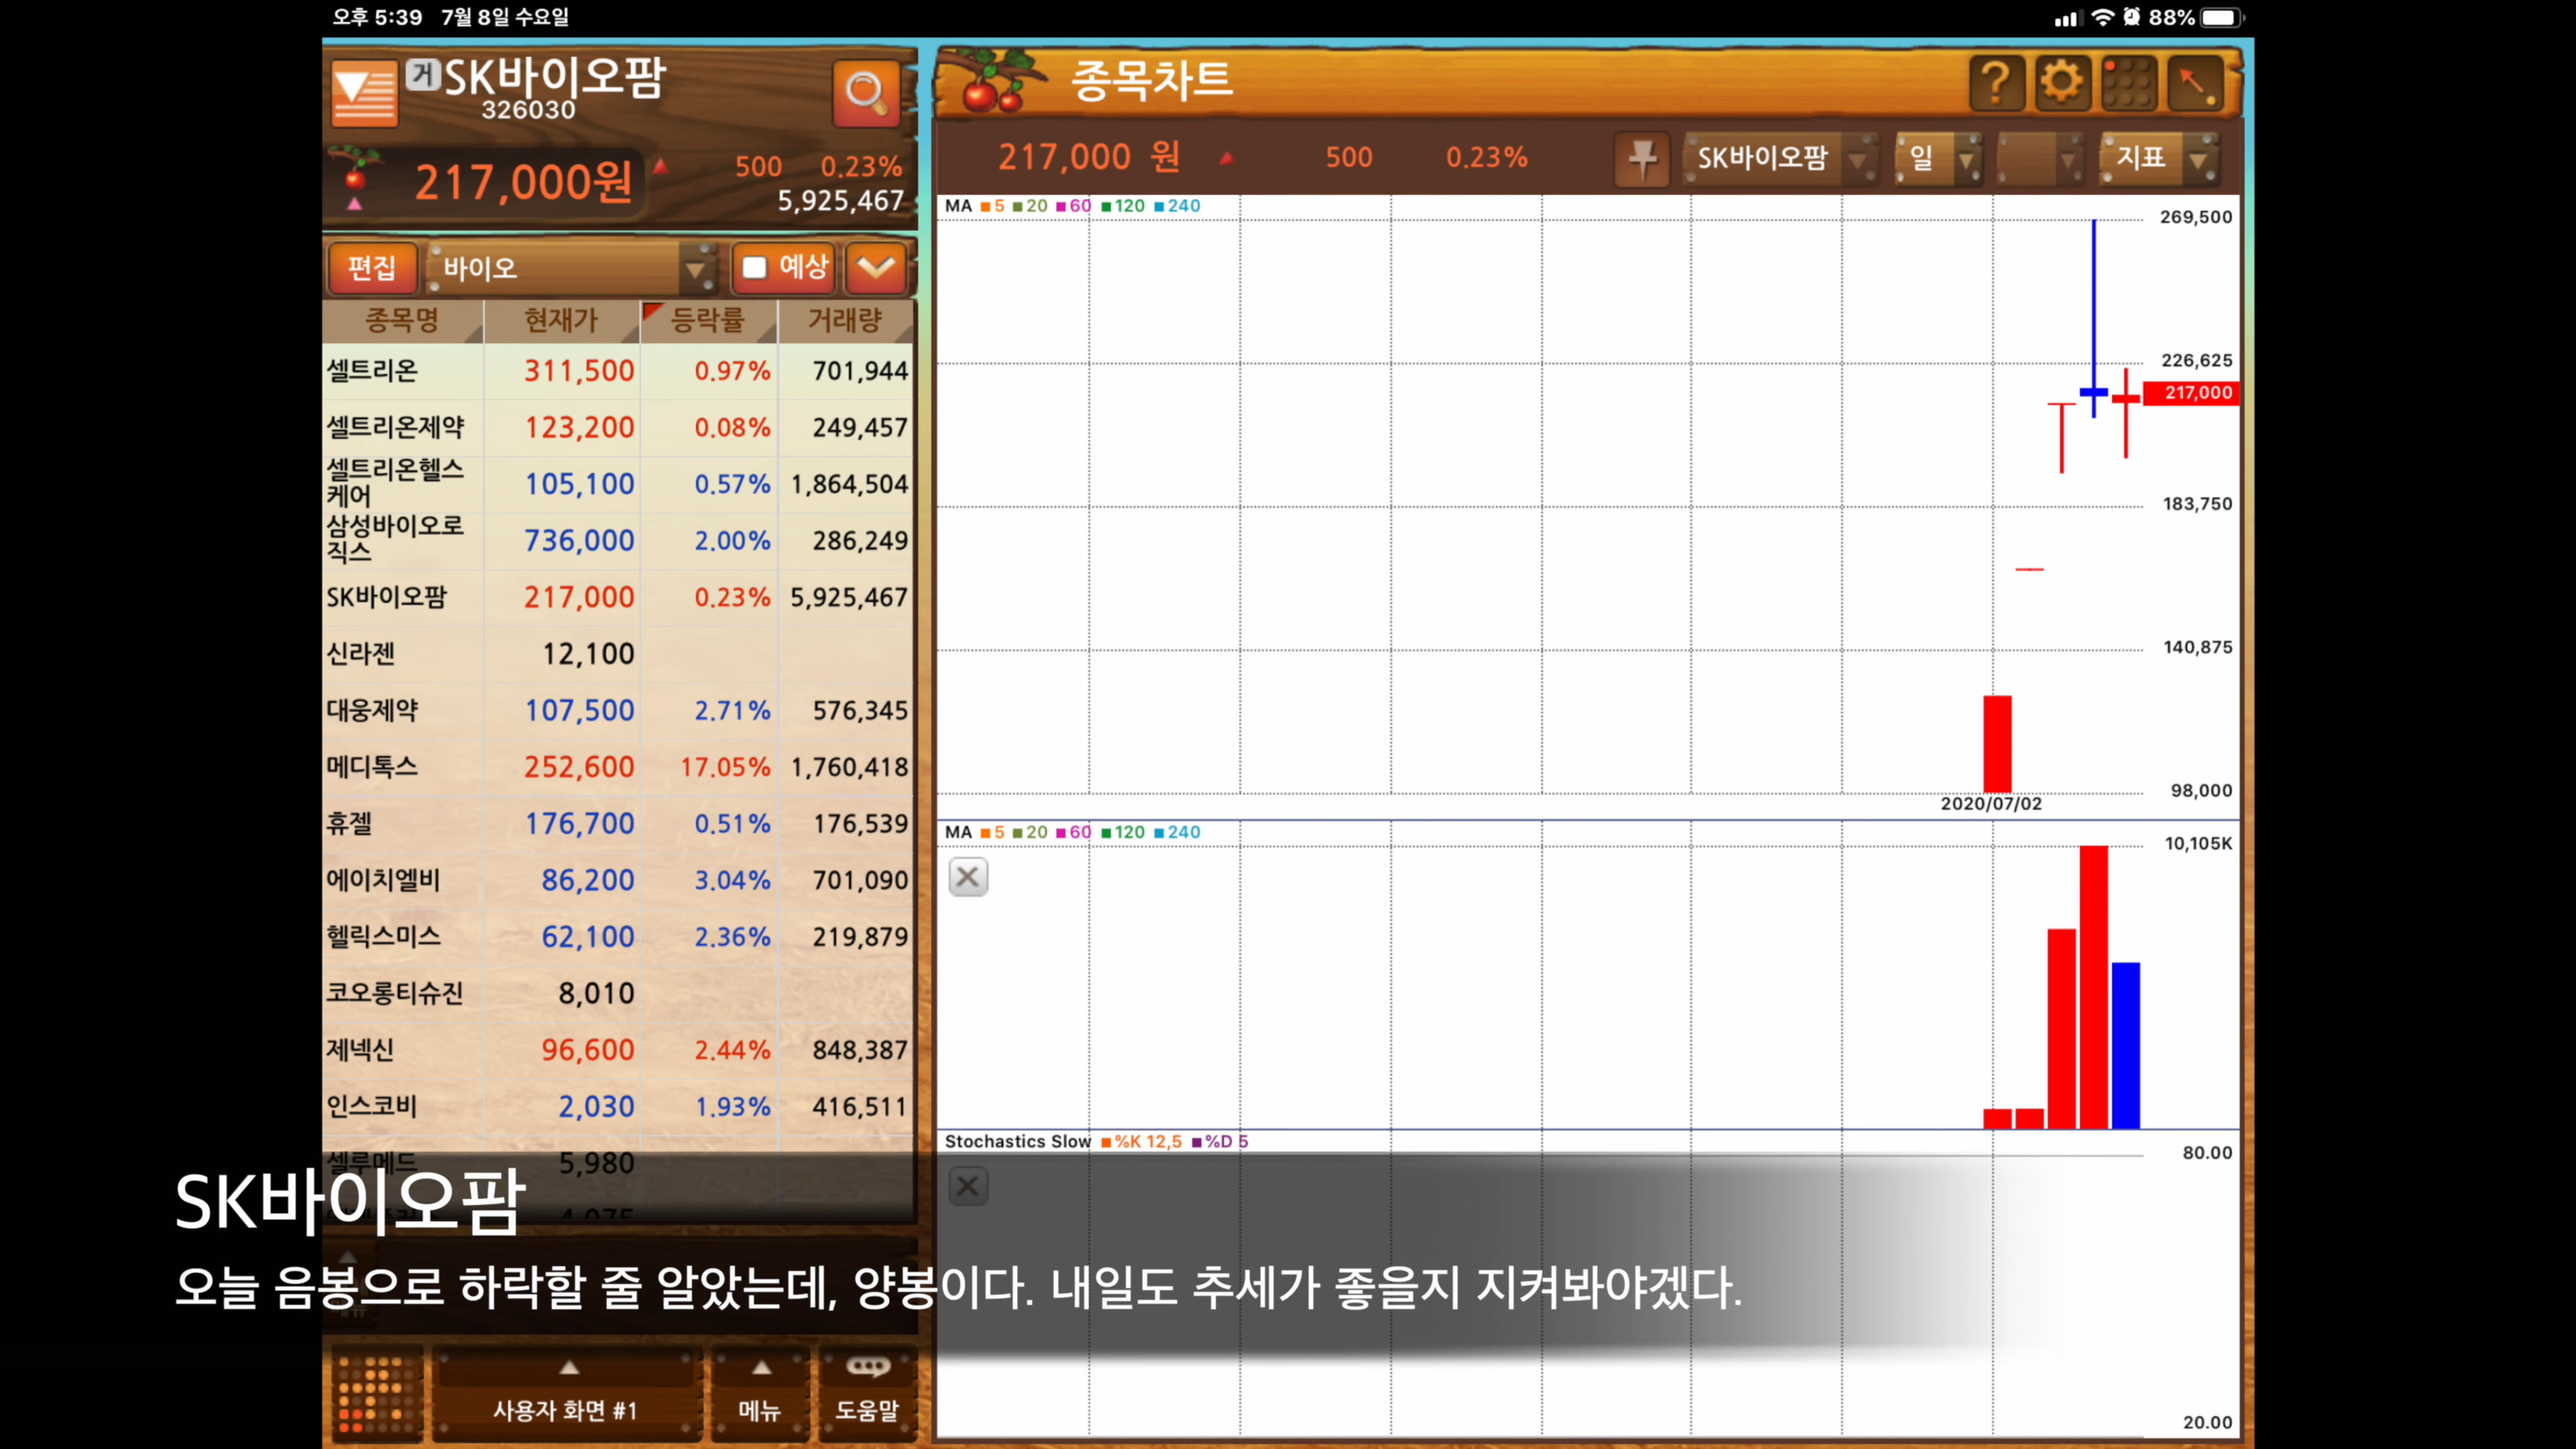 오후 5:39 7월 8일 수요일
88%
거 SK바이오팜
326030
217,000원 ▲ 500 0.23%
5,925,467
편집 바이오 예상
종목명 현재가 등락률 거래량
셀트리온 311,500 0.97% 701,944
셀트리온제약 123,200 0.08% 249,457
셀트리온헬스
케어 105,100 0.57% 1,864,504
삼성바이오로
직스 736,000 2.00% 286,249
SK바이오팜 217,000 0.23% 5,925,467
신라젠 12,100
대웅제약 107,500 2.71% 576,345
메디톡스 252,600 17.05% 1,760,418
휴젤 176,700 0.51% 176,539
에이치엘비 86,200 3.04% 701,090
헬릭스미스 62,100 2.36% 219,879
코오롱티슈진 8,010
제넥신 96,600 2.44% 848,387
인스코비 2,030 1.93% 416,511
셀루메드 5,980
종목차트
217,000 원 ▲ 500 0.23% SK바이오팜 일 지표
MA 5 20 60 120 240
269,500
226,625
217,000
183,750
140,875
98,000
2020/07/02
MA 5 20 60 120 240
10,105K
Stochastics Slow %K 12,5 %D 5
80.00
20.00
SK바이오팜
오늘 음봉으로 하락할 줄 알았는데, 양봉이다. 내일도 추세가 좋을지 지켜봐야겠다.
사용자 화면 #1 메뉴 도움말